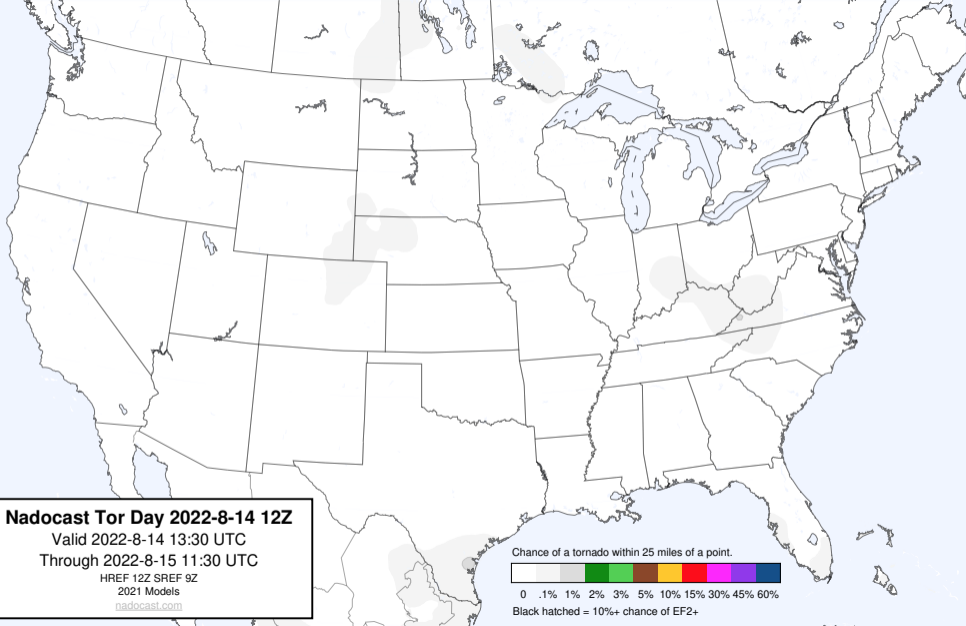 Nadocast Tor Day 2022-8-14 12Z
Valid 2022-8-14 13:30 UTC
Through 2022-8-15 11:30 UTC
HREF 12Z SREF 9Z
2021 Models
nadocast.com
Chance of a tornado within 25 miles of a point.
0 .1% 1% 2% 3% 5% 10% 15% 30% 45% 60%
Black hatched = 10%+ chance of EF2+